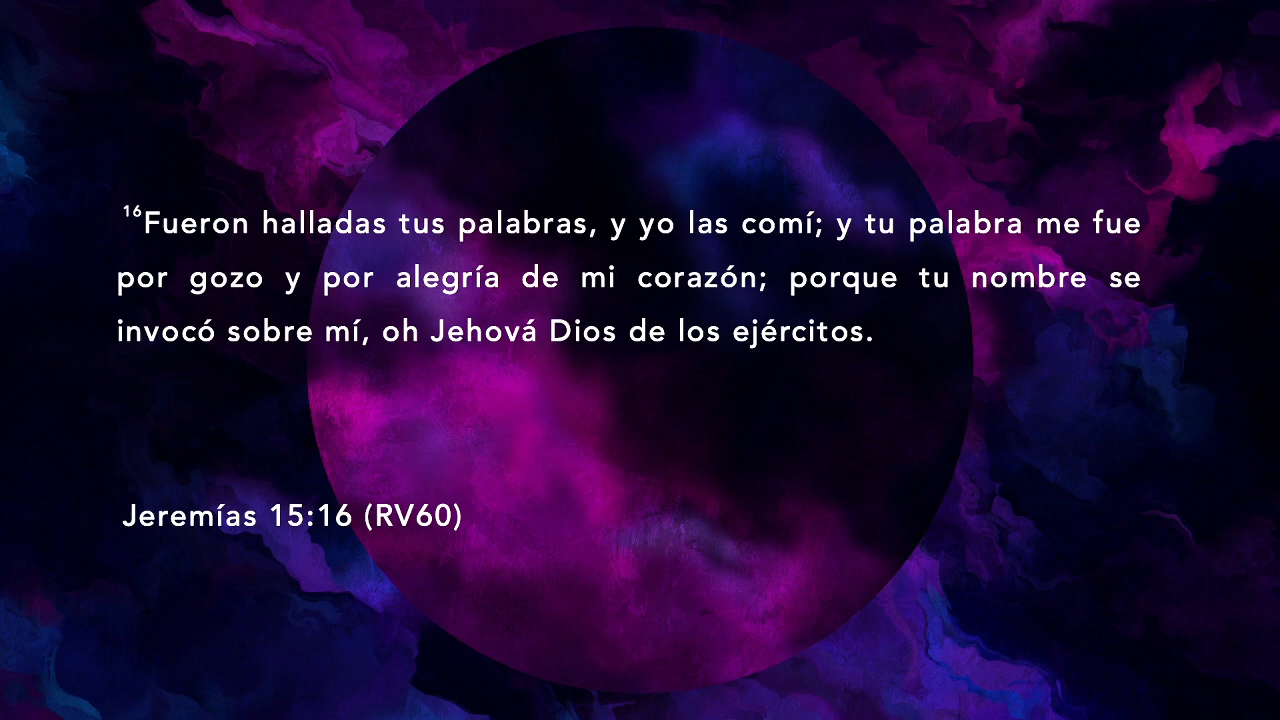 16Fueron halladas tus palabras, y yo las comí; y tu palabra me fue
por gozo y por alegría de mi corazón; porque tu nombre se
invocó sobre mí, oh Jehová Dios de los ejércitos.
Jeremías 15:16 (RV60)